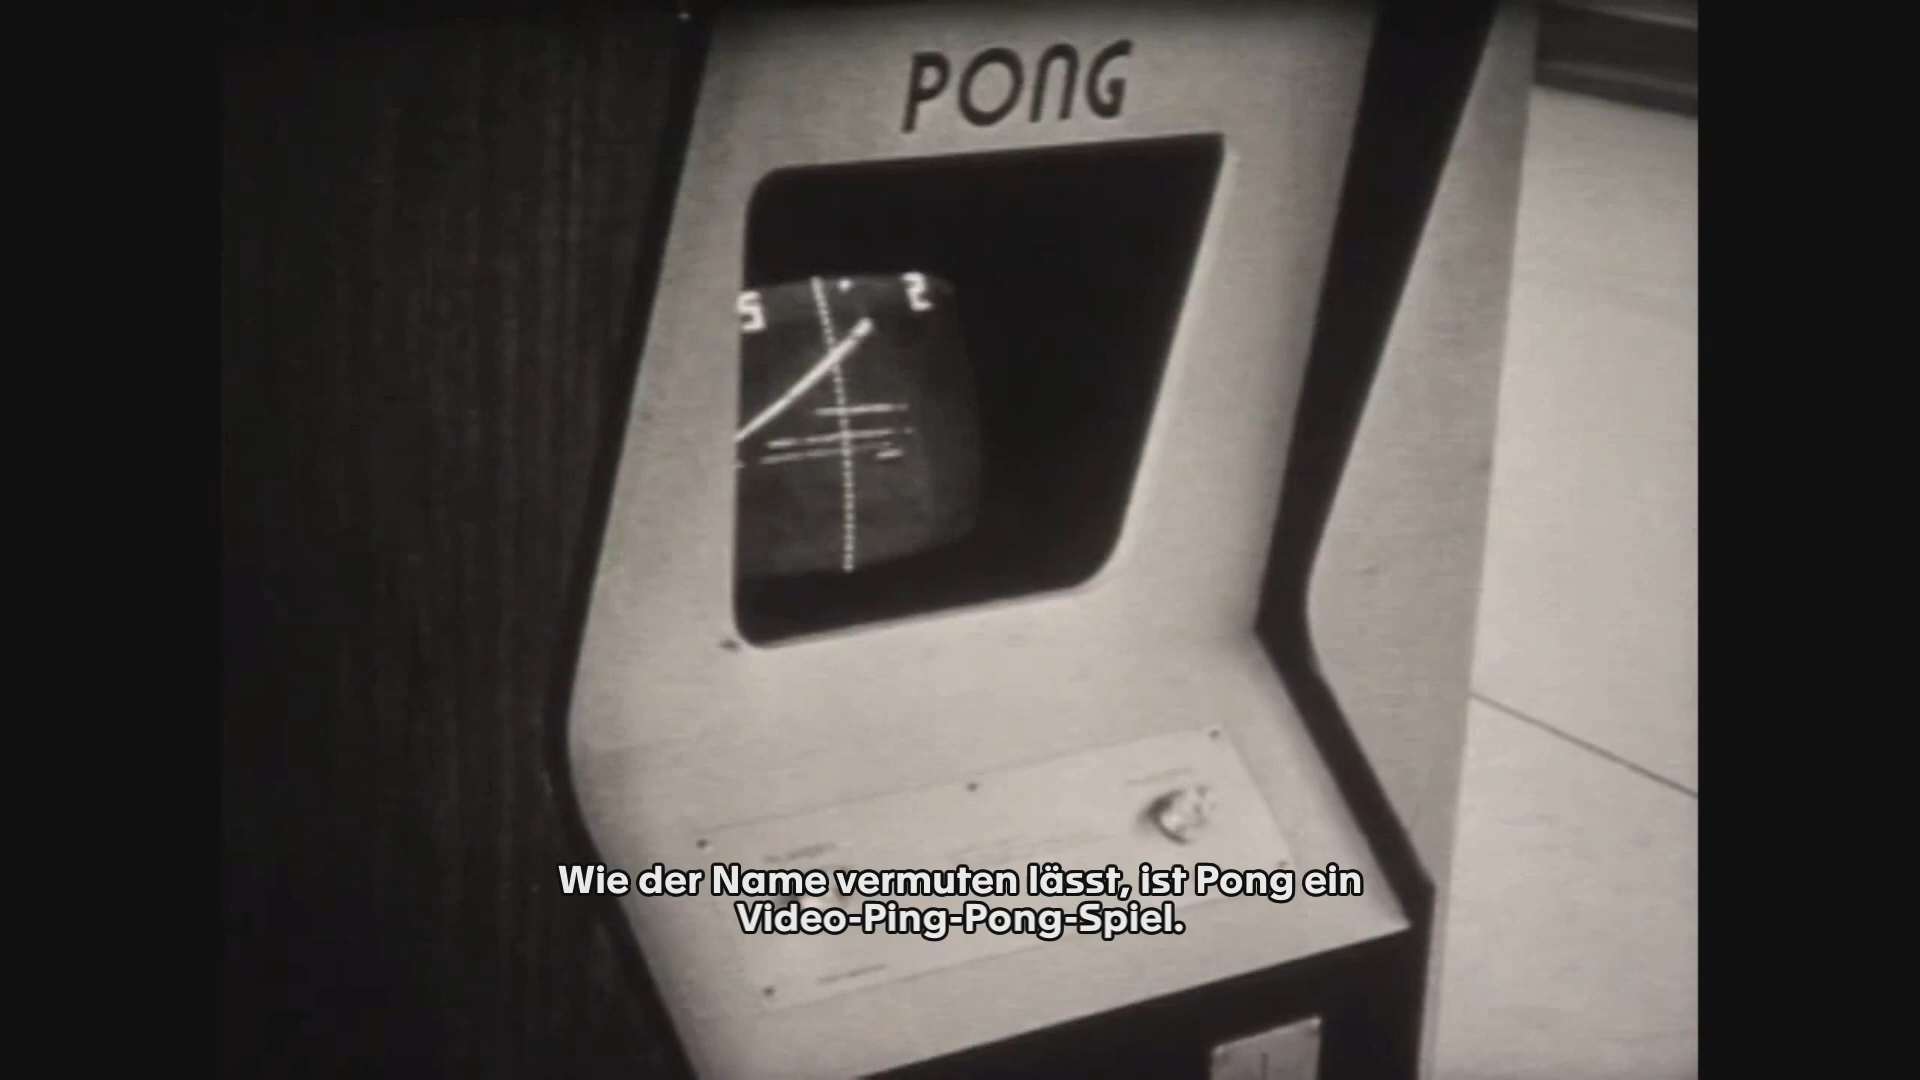 PONG
5 2
Wie der Name vermuten lässt, ist Pong ein
Video-Ping-Pong-Spiel.